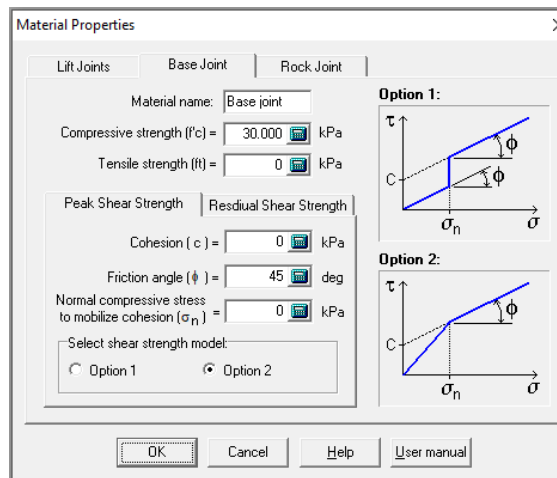 Material Properties
Lift Joints
Base Joint
Rock Joint
Material name: Base joint
Compressive strength (f'c) = 30.000 kPa
Tensile strength (ft) = 0 kPa
Peak Shear Strength
Resdiual Shear Strength
Cohesion ( c ) = 0 kPa
Friction angle (ϕ ) = 45 deg
Normal compressive stress
to mobilize cohesion (σn) = 0 kPa
Select shear strength model:
Option 1
Option 2
Option 1:
τ
ϕ
ϕ
C
σn
σ
Option 2:
τ
ϕ
C
σn
σ
OK
Cancel
Help
User manual